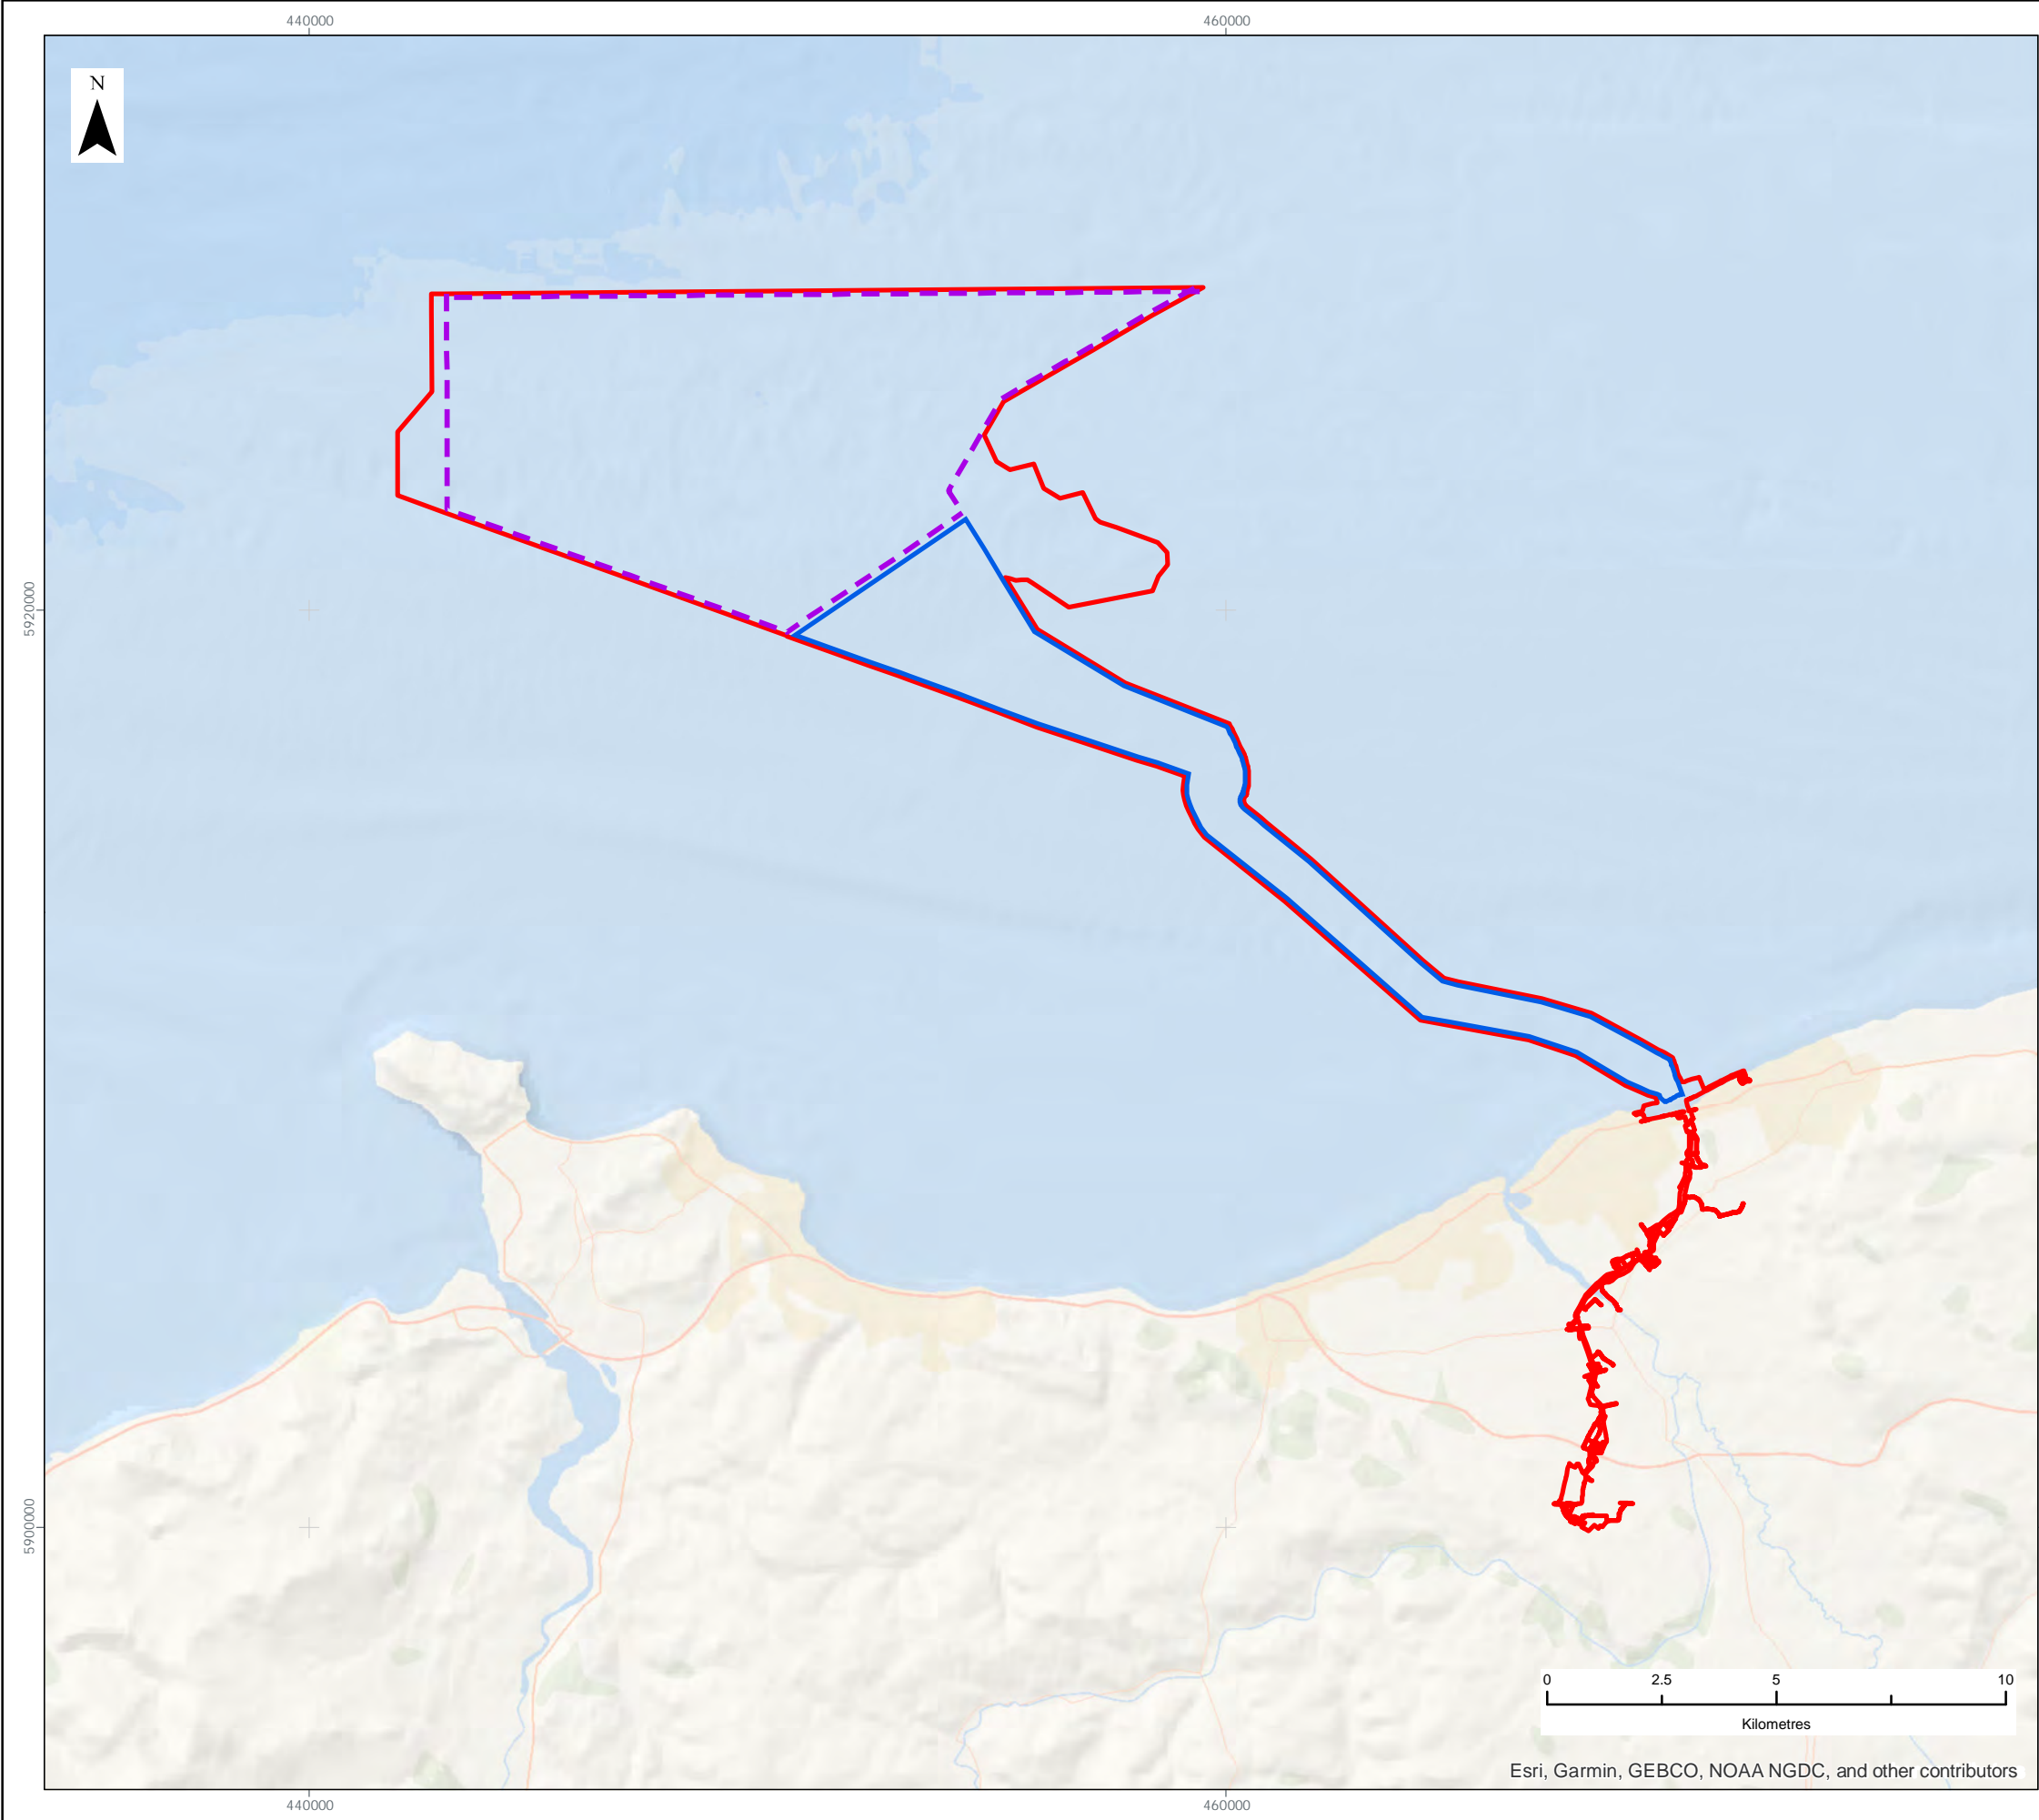 440000 460000
N
5920000
5900000
0 2.5 5 10
Kilometres
Esri, Garmin, GEBCO, NOAA NGDC, and other contributors
440000 460000